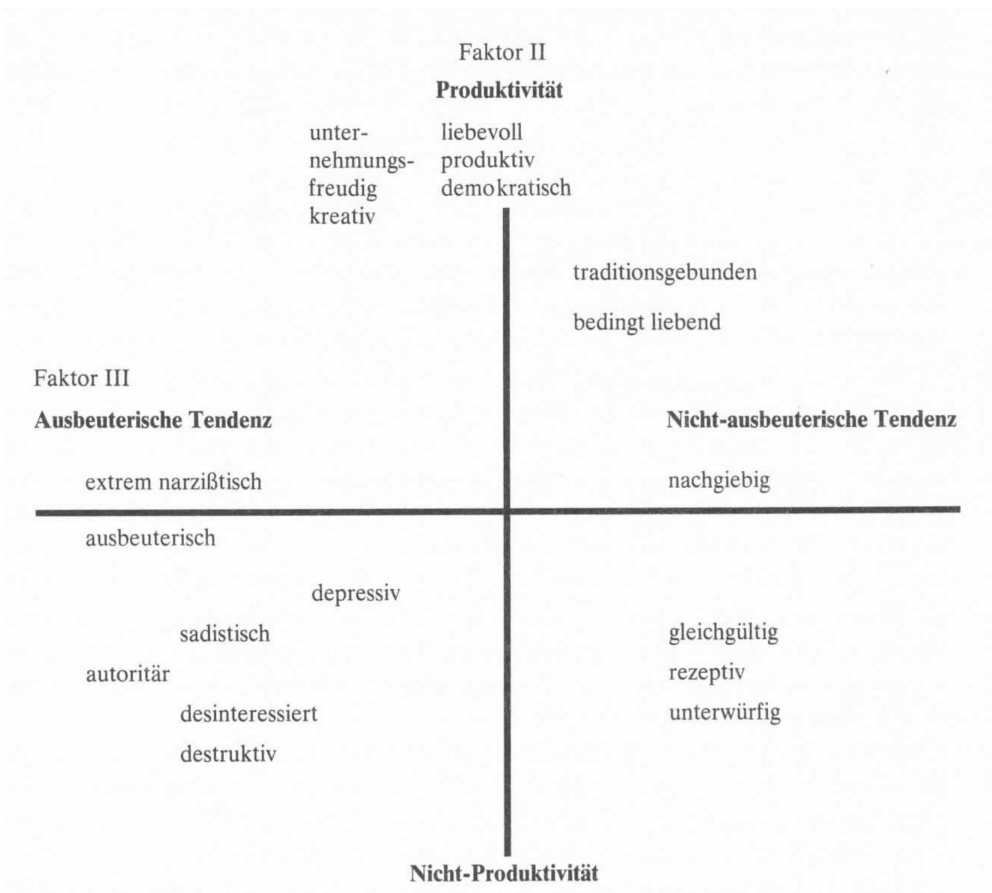 Faktor II
Produktivität
unter- liebevoll
nehmungs- produktiv
freudig demokratisch
kreativ
traditionsgebunden
bedingt liebend
Faktor III
Ausbeuterische Tendenz Nicht-ausbeuterische Tendenz
extrem narzißtisch nachgiebig
ausbeuterisch
depressiv
sadistisch gleichgültig
autoritär rezeptiv
desinteressiert unterwürfig
destruktiv
Nicht-Produktivität